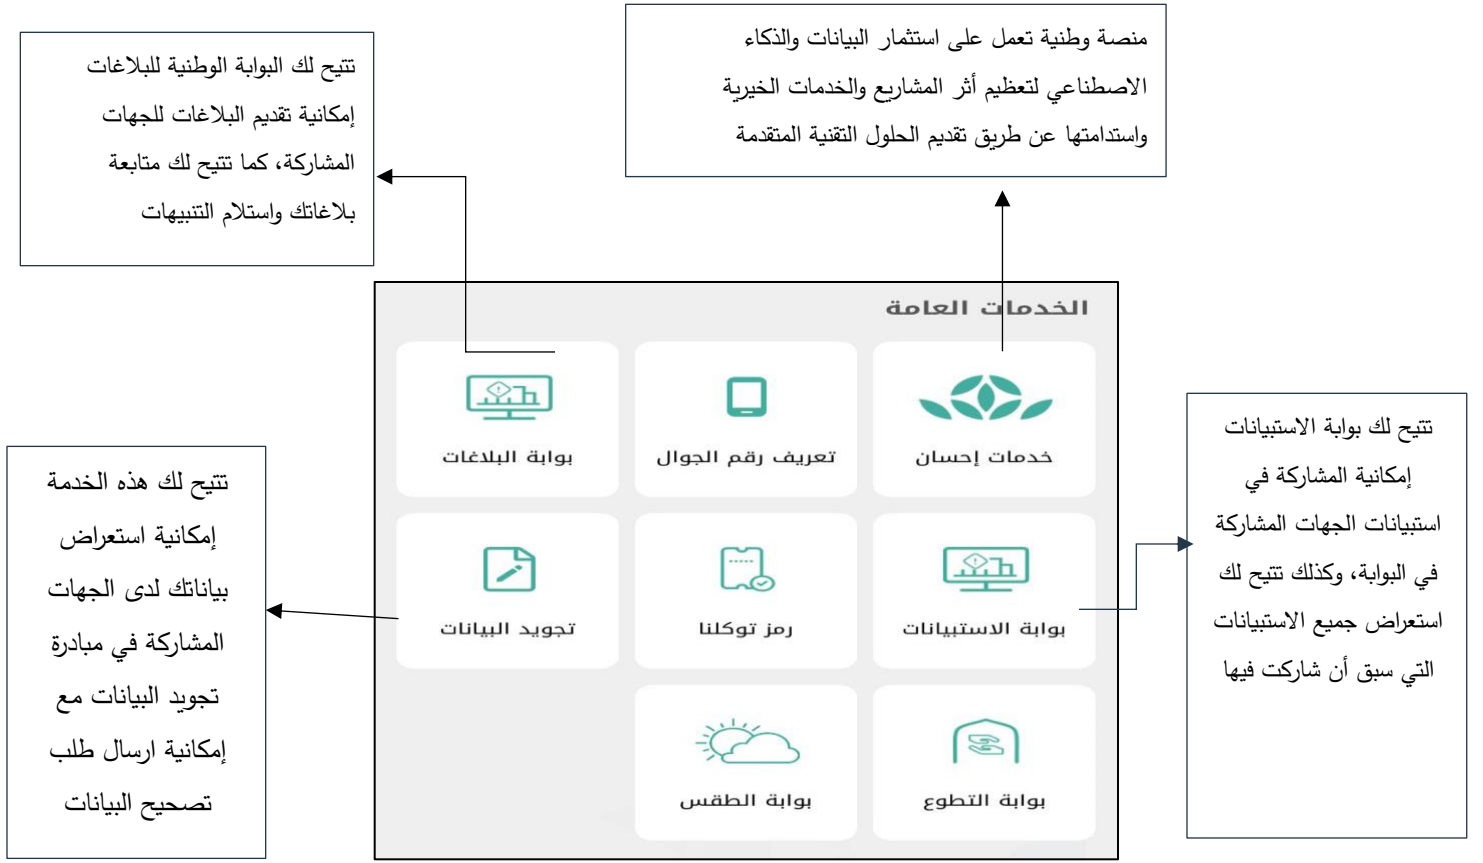 منصة وطنية تعمل على استثمار البيانات والذكاء
الاصطناعي لتعظيم أثر المشاريع والخدمات الخيرية
واستدامتها عن طريق تقديم الحلول التقنية المتقدمة
تتيح لك البوابة الوطنية للبلاغات
إمكانية تقديم البلاغات للجهات
المشاركة، كما تتيح لك متابعة
بلاغاتك واستلام التنبيهات
الخدمات العامة
خدمات إحسان
تعريف رقم الجوال
بوابة البلاغات
بوابة الاستبيانات
رمز توكلنا
تجويد البيانات
بوابة التطوع
بوابة الطقس
تتيح لك بوابة الاستبيانات
إمكانية المشاركة في
استبيانات الجهات المشاركة
في البوابة، وكذلك تتيح لك
استعراض جميع الاستبيانات
التي سبق أن شاركت فيها
تتيح لك هذه الخدمة
إمكانية استعراض
بياناتك لدى الجهات
المشاركة في مبادرة
تجويد البيانات مع
إمكانية ارسال طلب
تصحيح البيانات